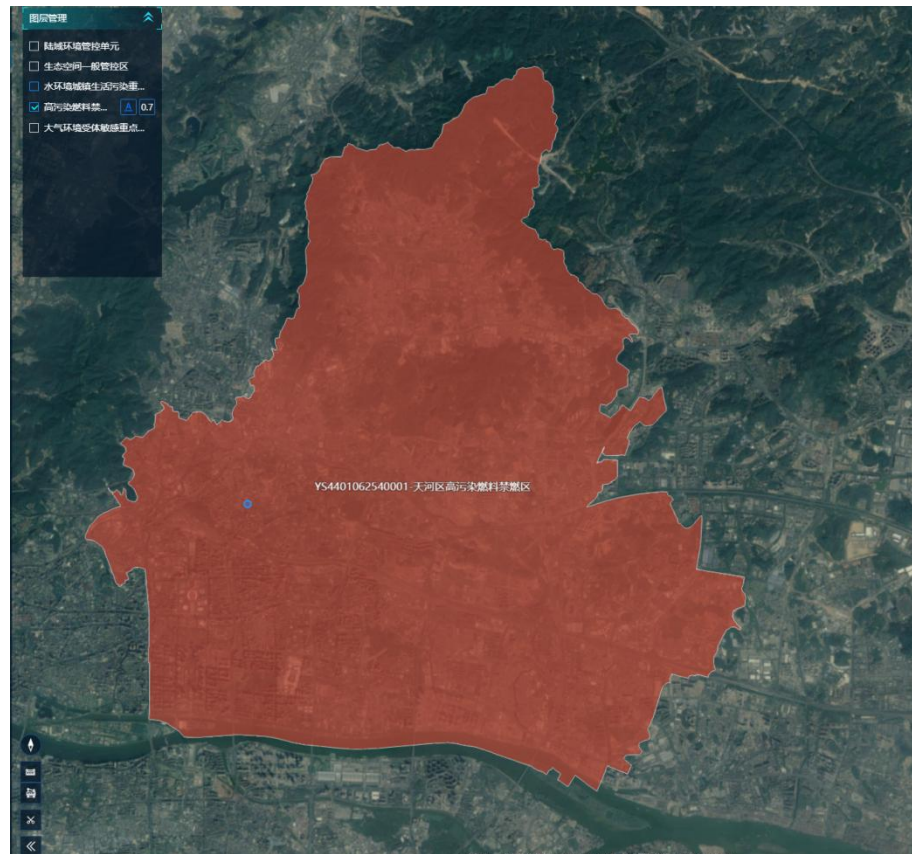 图层管理
陆域环境管控单元
生态空间一般管控区
水环境城镇生活污染重...
高污染燃料禁... A 0.7
大气环境受体敏感重点...
YS4401062540001-天河区高污染燃料禁燃区